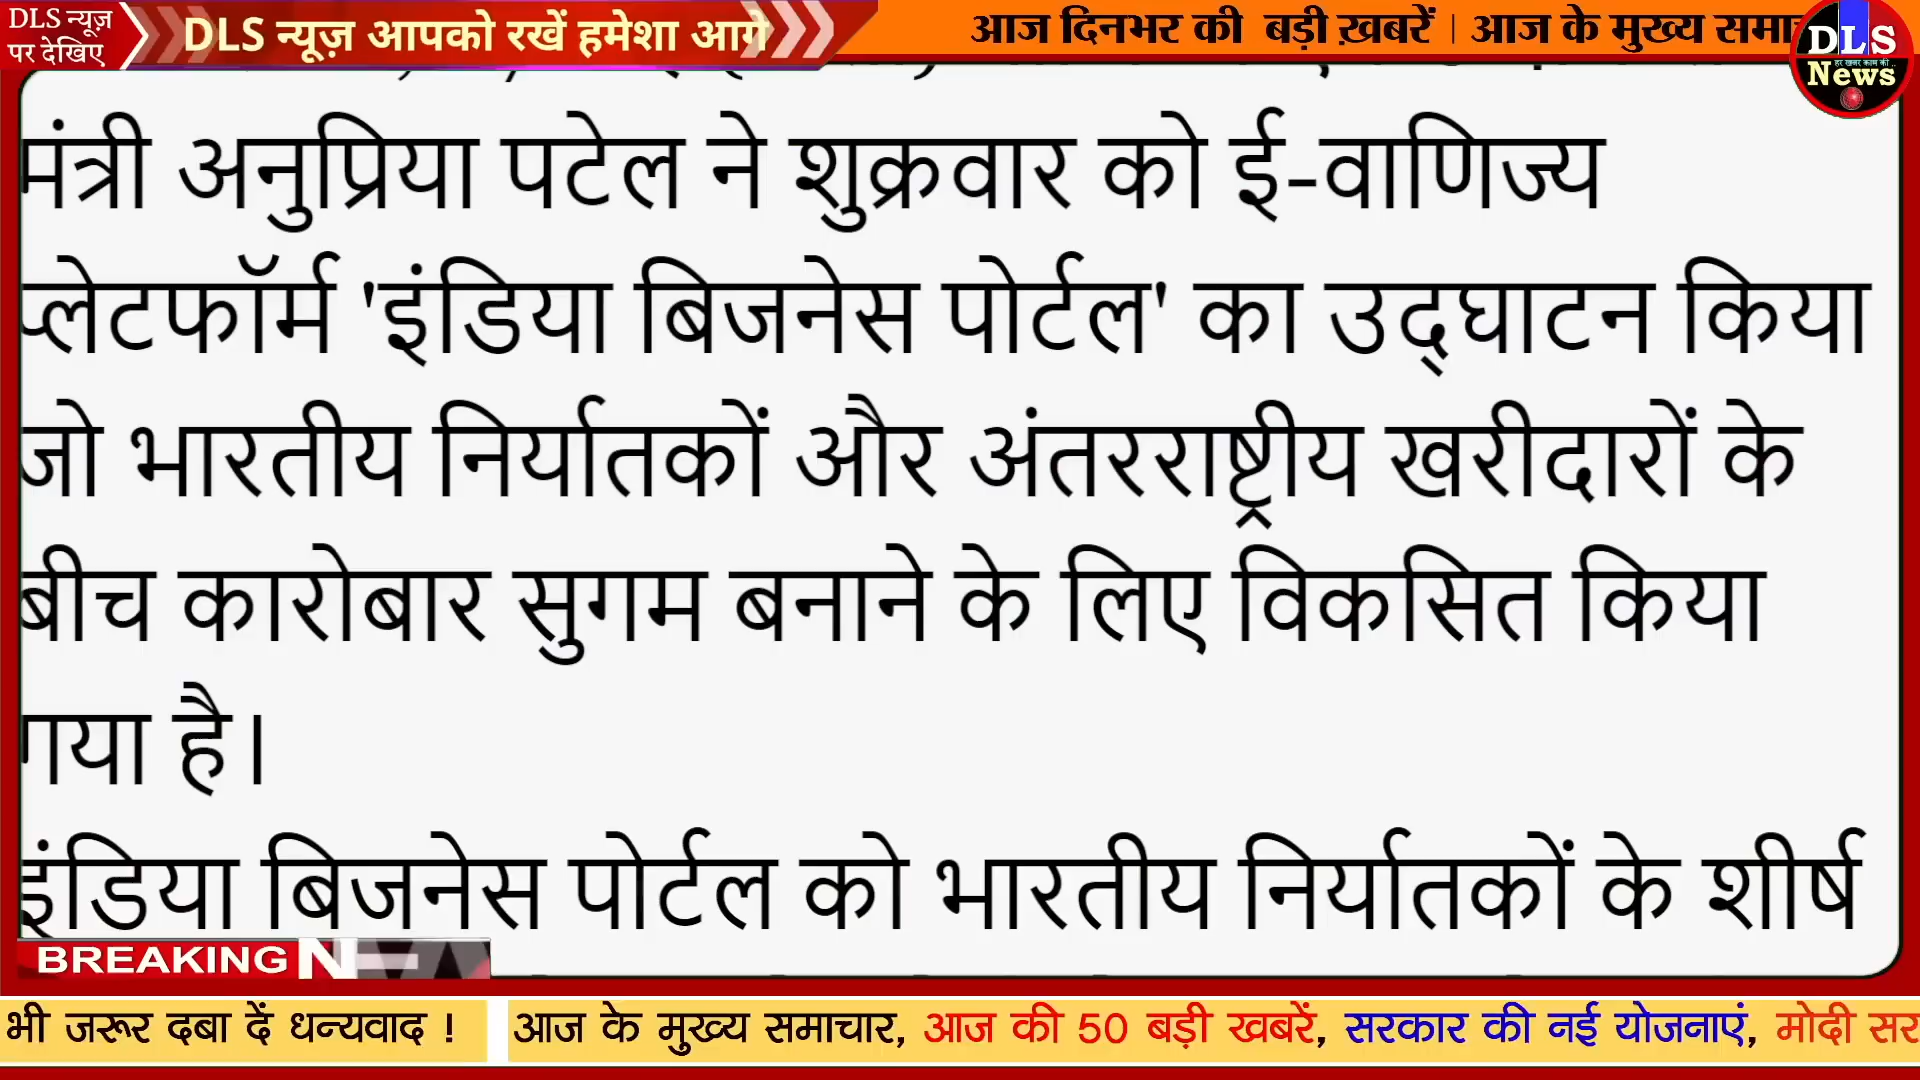 DLS न्यूज़
पर देखिए
DLS न्यूज़ आपको रखें हमेशा आगे
आज दिनभर की बड़ी ख़बरें | आज के मुख्य
DLS
हर खबर काम की ..
News
मंत्री अनुप्रिया पटेल ने शुक्रवार को ई-वाणिज्य
प्लेटफॉर्म 'इंडिया बिजनेस पोर्टल' का उद्घाटन किया
जो भारतीय निर्यातकों और अंतरराष्ट्रीय खरीदारों के
बीच कारोबार सुगम बनाने के लिए विकसित किया
गया है।
इंडिया बिजनेस पोर्टल को भारतीय निर्यातकों के शीर्ष
BREAKING
भी जरूर दबा दें धन्यवाद ! आज के मुख्य समाचार, आज की 50 बड़ी खबरें, सरकार की नई योजनाएं, मोदी सर